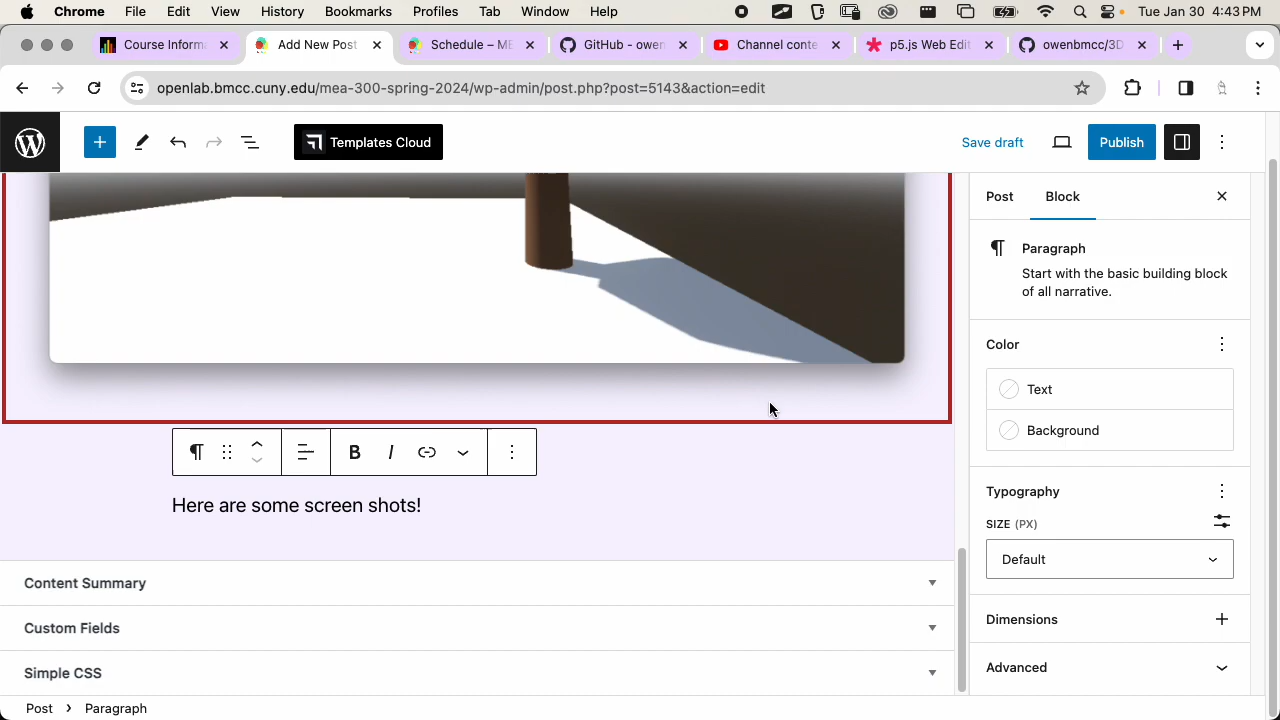 Chrome File Edit View History Bookmarks Profiles Tab Window Help Tue Jan 30 4:43 PM
Course Inform Add New Post Schedule – ME GitHub - owen Channel conte p5.js Web Edit owenbmcc/3D
openlab.bmcc.cuny.edu/mea-300-spring-2024/wp-admin/post.php?post=5143&action=edit
Templates Cloud Save draft Publish
Post Block
Paragraph
Start with the basic building block
of all narrative.
Color
Text
Background
B I
Here are some screen shots!
Typography
SIZE (PX)
Default
Content Summary
Custom Fields
Simple CSS
Dimensions
Advanced
Post Paragraph